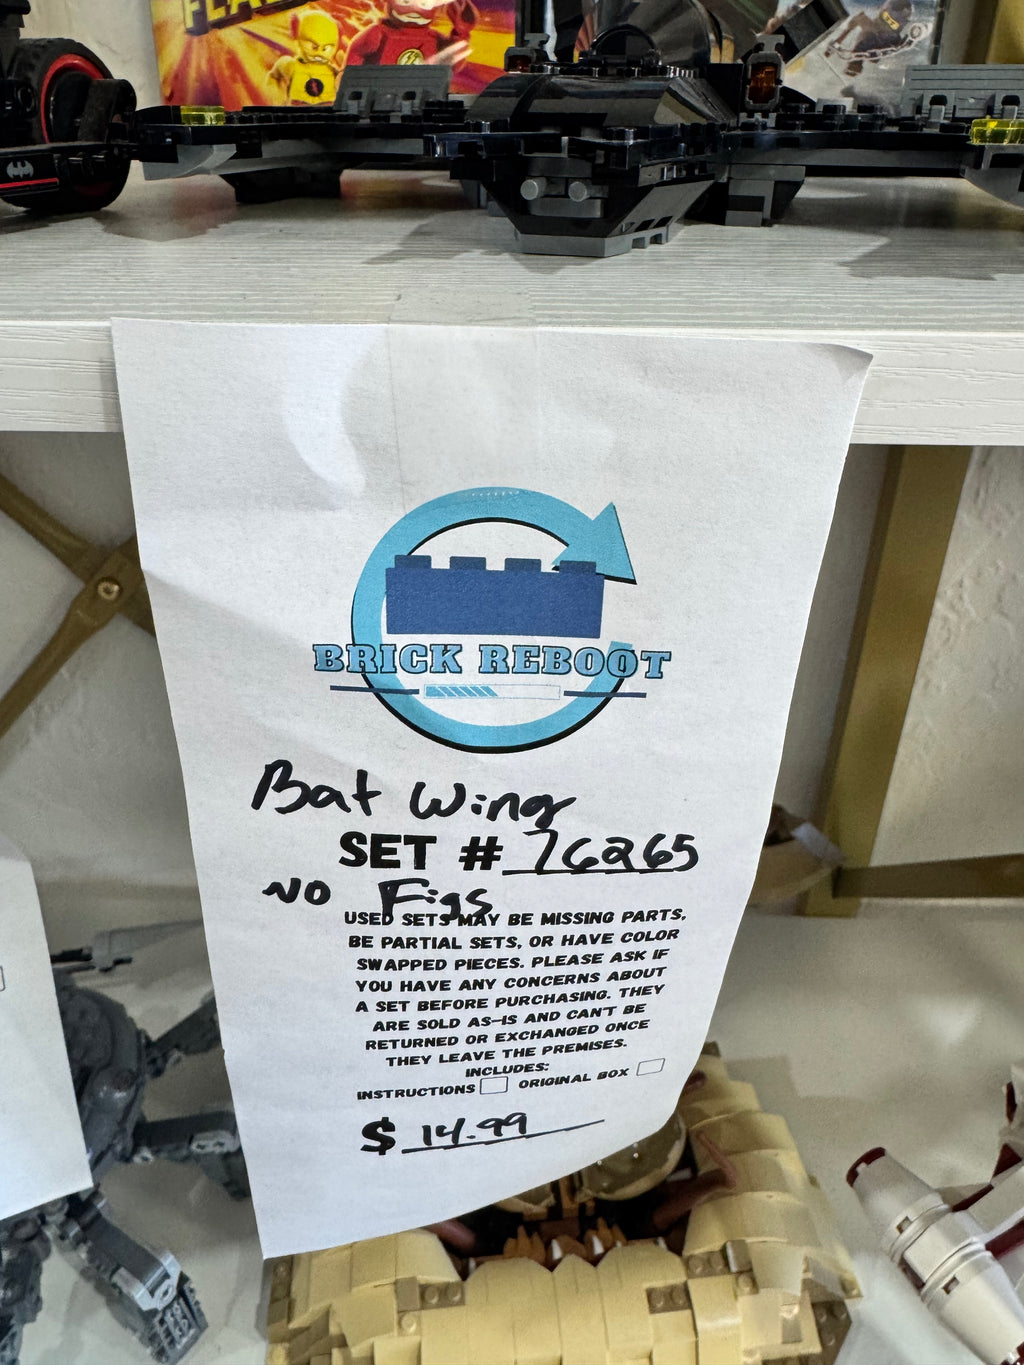 BRICK REBOOT
Bat Wing
SET # 76265
NO Figs
USED SETS MAY BE MISSING PARTS,
BE PARTIAL SETS, OR HAVE COLOR
SWAPPED PIECES. PLEASE ASK IF
YOU HAVE ANY CONCERNS ABOUT
A SET BEFORE PURCHASING. THEY
ARE SOLD AS-IS AND CAN'T BE
RETURNED OR EXCHANGED ONCE
THEY LEAVE THE PREMISES.
INCLUDES:
INSTRUCTIONS ORIGINAL BOX
$ 14.99